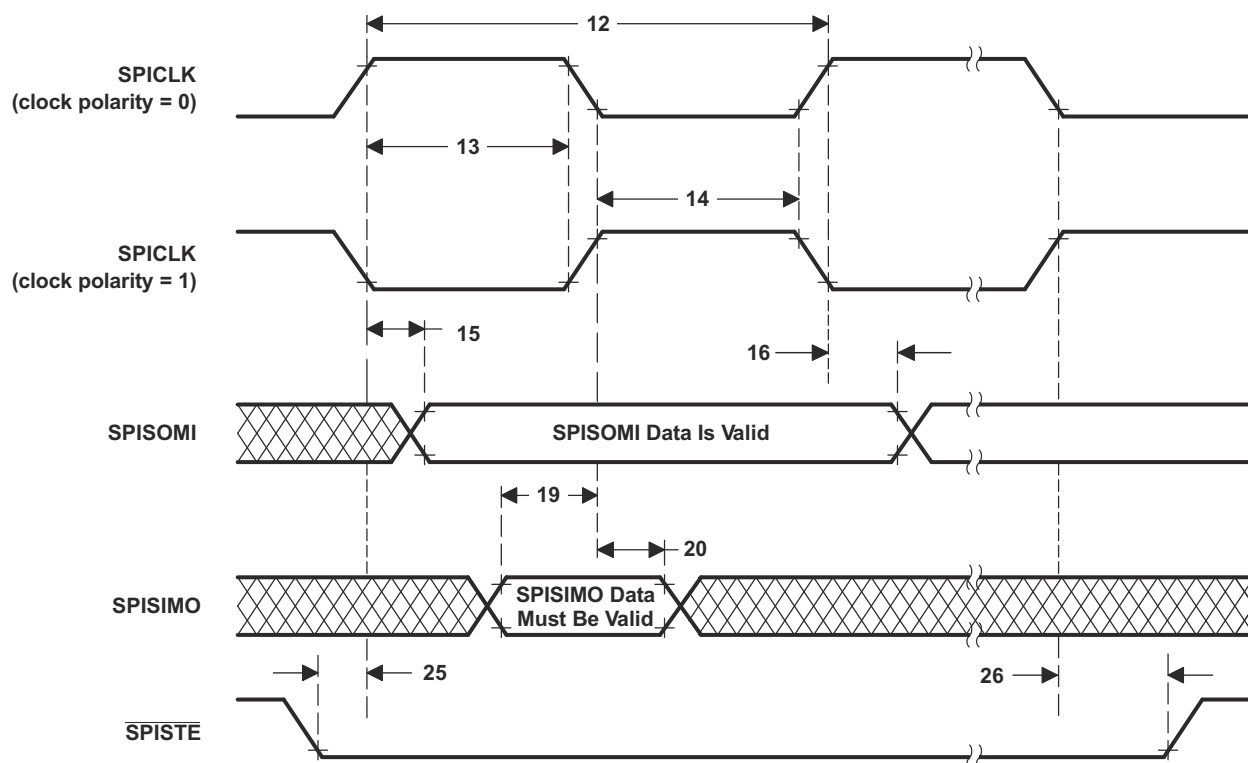 12
SPICLK
(clock polarity = 0)
13
14
SPICLK
(clock polarity = 1)
15
16
SPISOMI
SPISOMI Data Is Valid
19
20
SPISIMO
SPISIMO Data
Must Be Valid
25
26
SPISTE